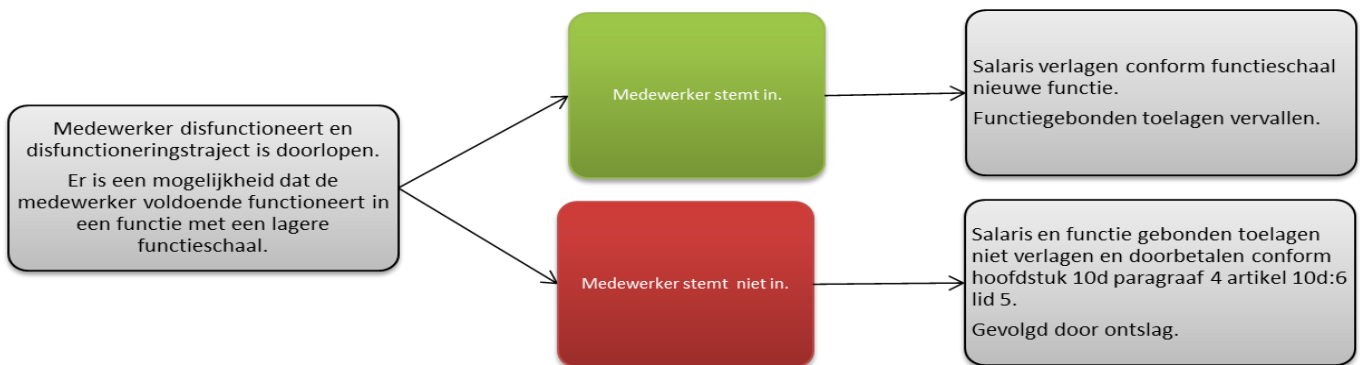 Medewerker disfunctioneert en
disfunctioneringstraject is doorlopen.
Er is een mogelijkheid dat de
medewerker voldoende functioneert in
een functie met een lagere
functieschaal.
Medewerker stemt in.
Salaris verlagen conform functieschaal
nieuwe functie.
Functiegebonden toelagen vervallen.
Medewerker stemt niet in.
Salaris en functie gebonden toelagen
niet verlagen en doorbetalen conform
hoofdstuk 10d paragraaf 4 artikel 10d:6
lid 5.
Gevolgd door ontslag.